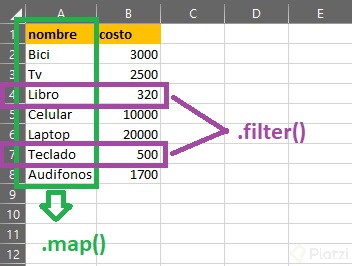 A B C D E
1 nombre costo
2 Bici 3000
3 Tv 2500
4 Libro 320
5 Celular 10000
6 Laptop 20000
7 Teclado 500
8 Audifonos 1700
9
10
11
12
.filter()
.map()
Platzi